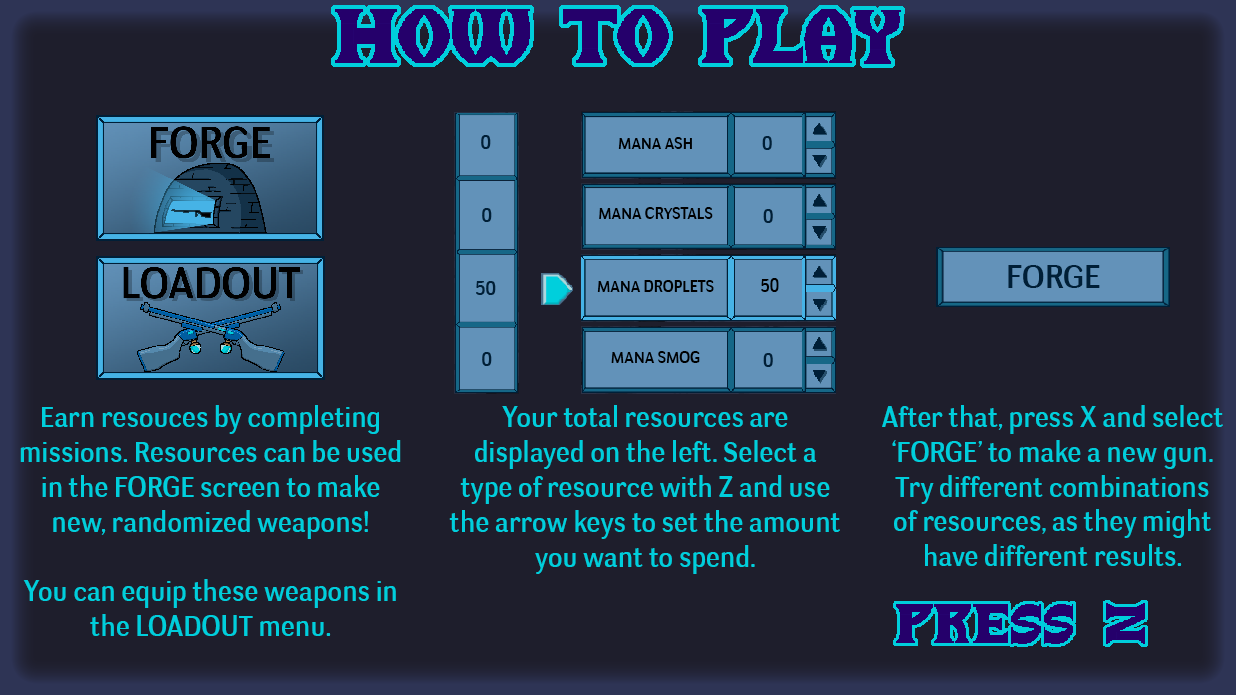 HOW TO PLAY
FORGE
LOADOUT
Earn resouces by completing
missions. Resources can be used
in the FORGE screen to make
new, randomized weapons!
You can equip these weapons in
the LOADOUT menu.
0
0
50
0
MANA ASH 0
MANA CRYSTALS 0
MANA DROPLETS 50
MANA SMOG 0
Your total resources are
displayed on the left. Select a
type of resource with Z and use
the arrow keys to set the amount
you want to spend.
FORGE
After that, press X and select
‘FORGE’ to make a new gun.
Try different combinations
of resources, as they might
have different results.
PRESS Z